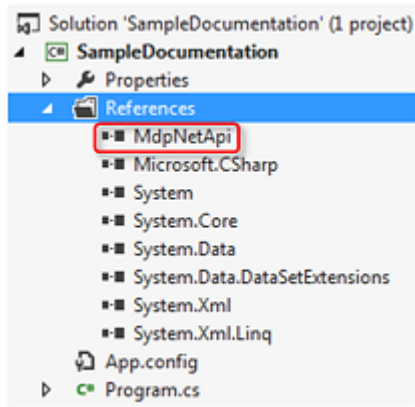 Solution 'SampleDocumentation' (1 project)
C# SampleDocumentation
Properties
References
MdpNetApi
Microsoft.CSharp
System
System.Core
System.Data
System.Data.DataSetExtensions
System.Xml
System.Xml.Linq
App.config
C# Program.cs